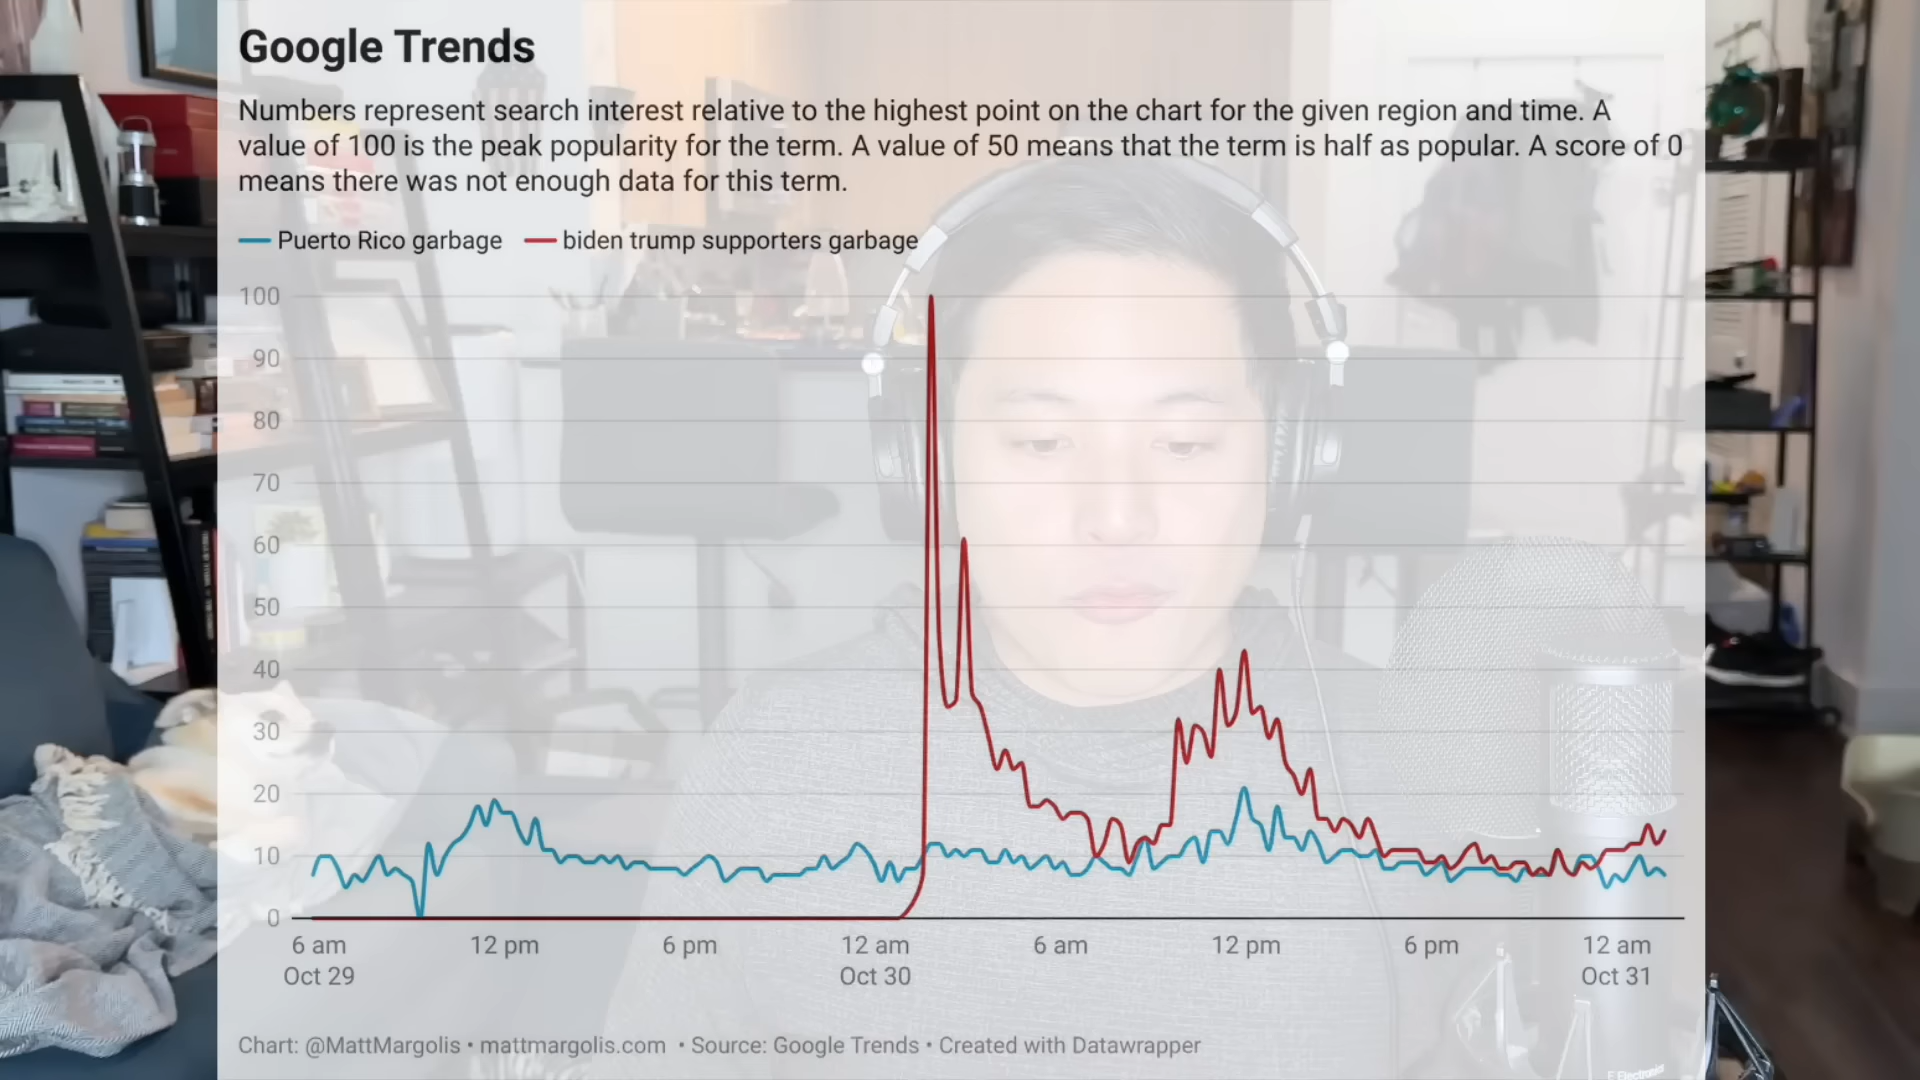 Google Trends
Numbers represent search interest relative to the highest point on the chart for the given region and time. A
value of 100 is the peak popularity for the term. A value of 50 means that the term is half as popular. A score of 0
means there was not enough data for this term.
Puerto Rico garbage biden trump supporters garbage
100
90
80
70
60
50
40
30
20
10
0
6 am 12 pm 6 pm 12 am 6 am 12 pm 6 pm 12 am
Oct 29 Oct 30 Oct 31
Chart: @MattMargolis • mattmargolis.com • Source: Google Trends • Created with Datawrapper